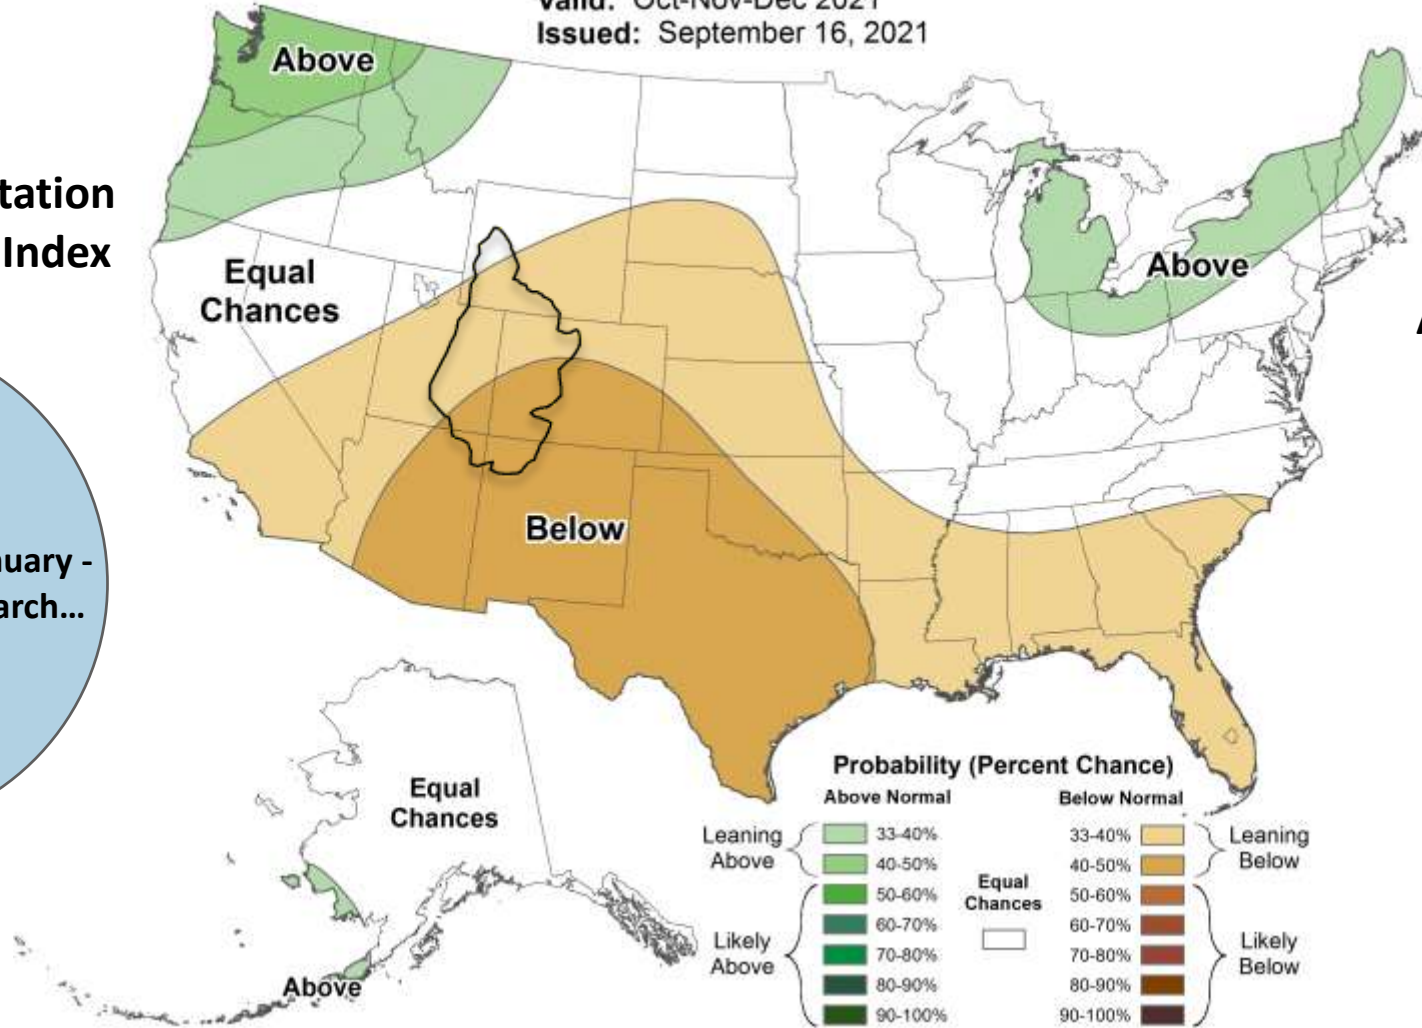 Valid: Oct-Nov-Dec 2021
Issued: September 16, 2021
Above
Index
Equal
Chances
Above
Below
Equal
Chances
Above
Probability (Percent Chance)
Above Normal
Below Normal
Leaning
Above
33-40%
40-50%
Likely
Above
50-60%
60-70%
70-80%
80-90%
90-100%
Equal
Chances
33-40%
40-50%
Leaning
Below
50-60%
60-70%
70-80%
80-90%
90-100%
Likely
Below